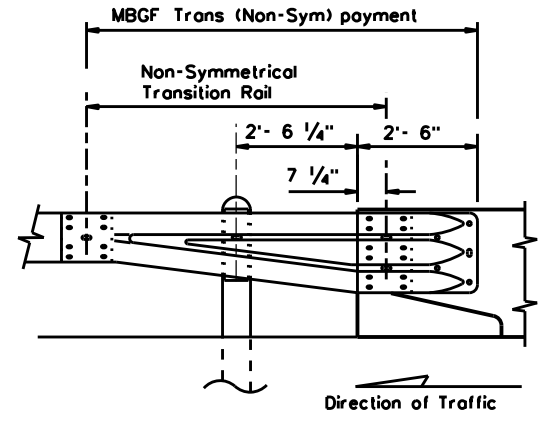 MBGF Trans (Non-Sym) payment
Non-Symmetrical
Transition Rail
2'- 6 1/4"
2'- 6"
7 1/4"
Direction of Traffic